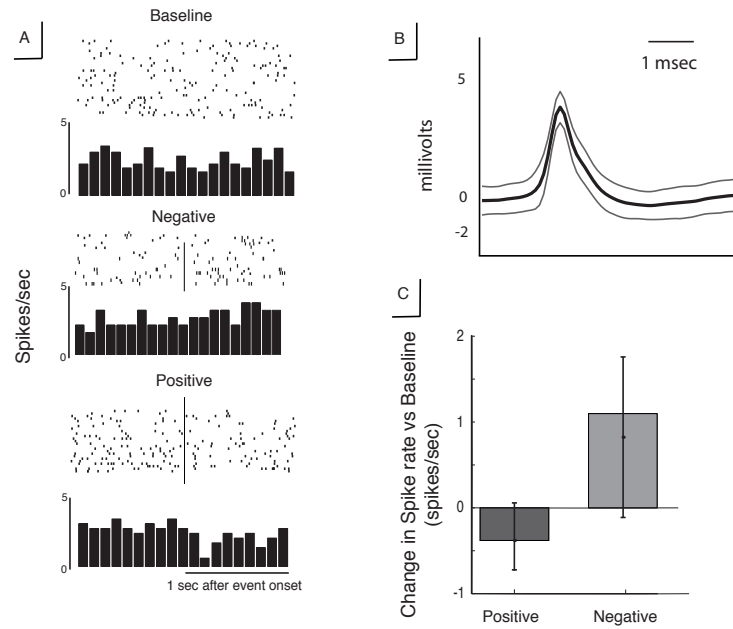 A
Baseline
5
0
Negative
5
0
Positive
5
0
1 sec after event onset
Spikes/sec
B
1 msec
millivolts
5
0
-2
C
Change in Spike rate vs Baseline
(spikes/sec)
2
1
0
-1
Positive
Negative